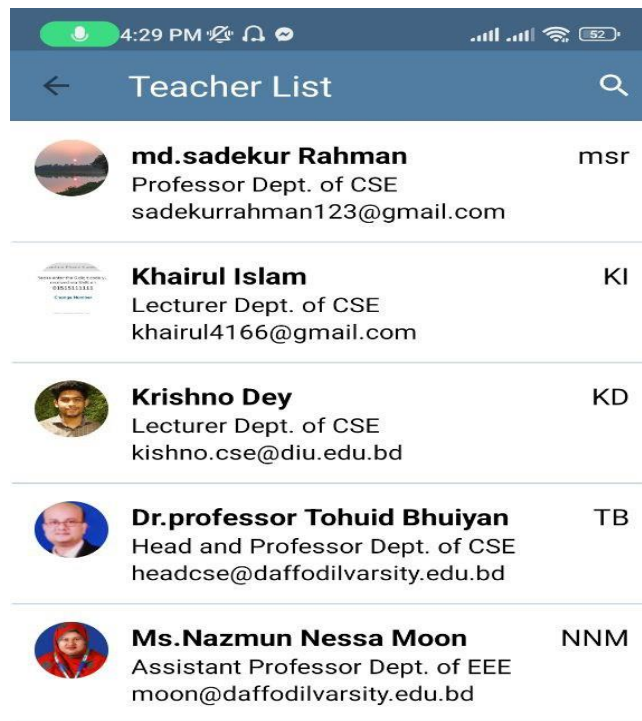 4:29 PM
52
Teacher List
md.sadekur Rahman msr
Professor Dept. of CSE
sadekurrahman123@gmail.com
Khairul Islam KI
Lecturer Dept. of CSE
khairul4166@gmail.com
Krishno Dey KD
Lecturer Dept. of CSE
kishno.cse@diu.edu.bd
Dr.professor Tohuid Bhuiyan TB
Head and Professor Dept. of CSE
headcse@daffodilvarsity.edu.bd
Ms.Nazmun Nessa Moon NNM
Assistant Professor Dept. of EEE
moon@daffodilvarsity.edu.bd